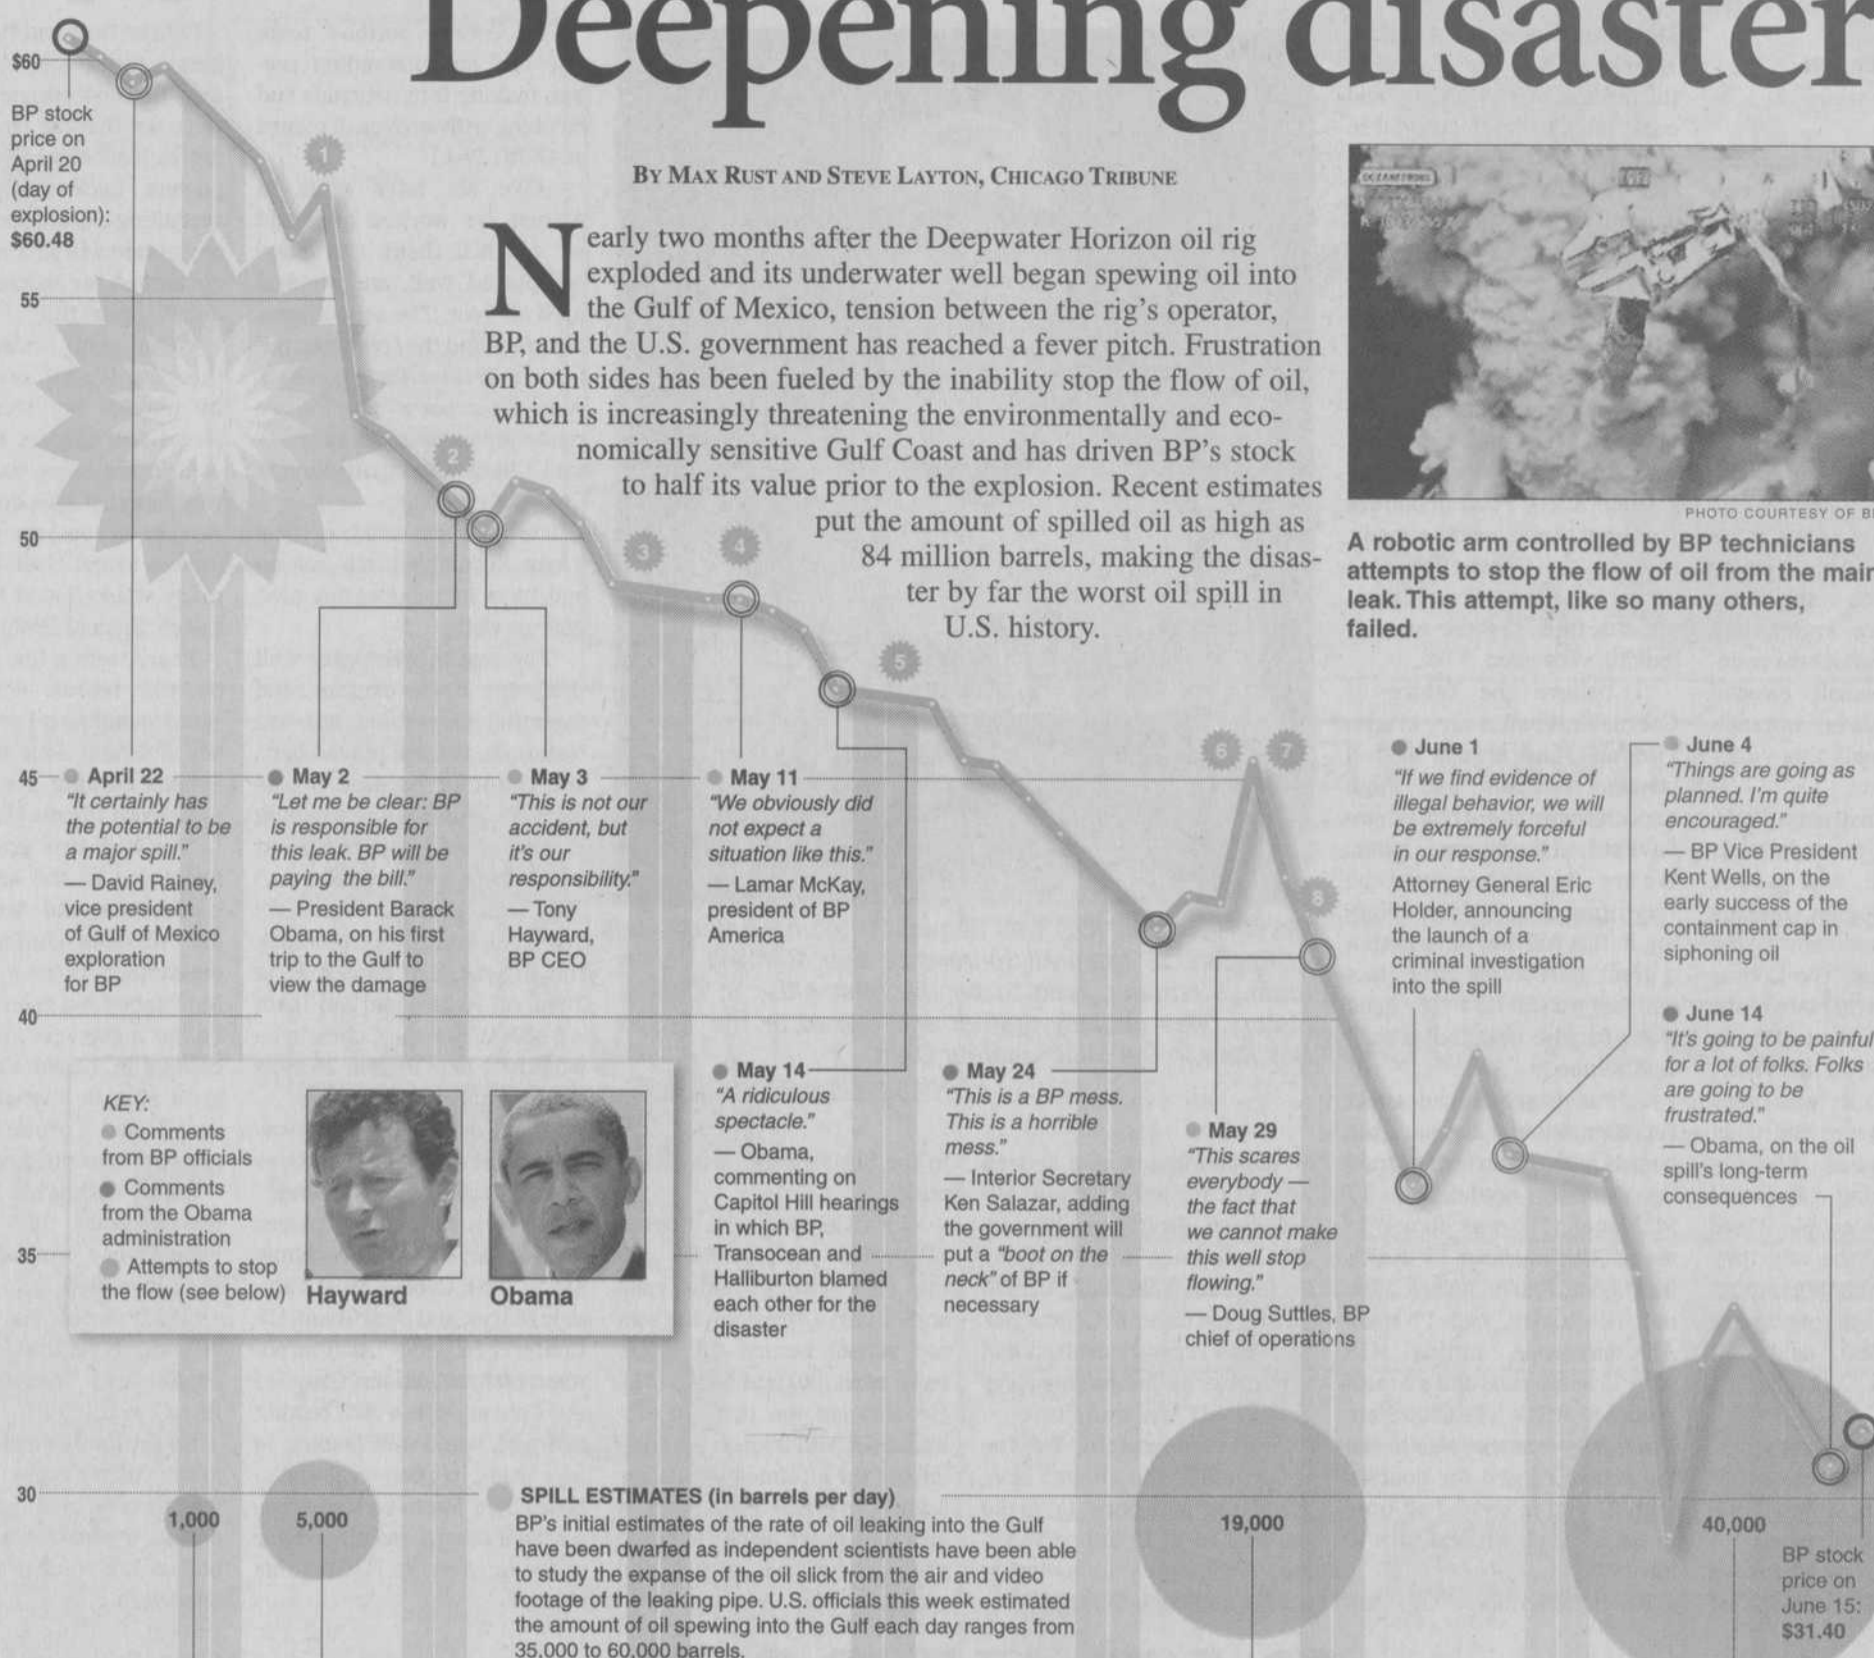 Deepening disaster
$60
BP stock
price on
April 20
(day of
explosion):
$60.48
55
50
45
40
35
30
1
2
3
4
5
6
7
8
BY MAX RUST AND STEVE LAYTON, CHICAGO TRIBUNE
Nearly two months after the Deepwater Horizon oil rig
exploded and its underwater well began spewing oil into
the Gulf of Mexico, tension between the rig's operator,
BP, and the U.S. government has reached a fever pitch. Frustration
on both sides has been fueled by the inability stop the flow of oil,
which is increasingly threatening the environmentally and eco-
nomically sensitive Gulf Coast and has driven BP's stock
to half its value prior to the explosion. Recent estimates
put the amount of spilled oil as high as
84 million barrels, making the disas-
ter by far the worst oil spill in
U.S. history.
PHOTO COURTESY OF
A robotic arm controlled by BP technicians
attempts to stop the flow of oil from the main
leak. This attempt, like so many others,
failed.
April 22
"It certainly has
the potential to be
a major spill."
— David Rainey,
vice president
of Gulf of Mexico
exploration
for BP
May 2
"Let me be clear: BP
is responsible for
this leak. BP will be
paying the bill."
— President Barack
Obama, on his first
trip to the Gulf to
view the damage
May 3
"This is not our
accident, but
it's our
responsibility."
— Tony
Hayward,
BP CEO
May 11
"We obviously did
not expect a
situation like this."
— Lamar McKay,
president of BP
America
June 1
"If we find evidence of
illegal behavior, we will
be extremely forceful
in our response."
Attorney General Eric
Holder, announcing
the launch of a
criminal investigation
into the spill
June 4
"Things are going as
planned. I'm quite
encouraged."
— BP Vice President
Kent Wells, on the
early success of the
containment cap in
siphoning oil
June 14
"It's going to be painful
for a lot of folks. Folks
are going to be
frustrated."
— Obama, on the oil
spill's long-term
consequences
KEY:
Comments
from BP officials
Comments
from the Obama
administration
Attempts to stop
the flow (see below)
Hayward
Obama
May 14
"A ridiculous
spectacle."
— Obama,
commenting on
Capitol Hill hearings
in which BP,
Transocean and
Halliburton blamed
each other for the
disaster
May 24
"This is a BP mess.
This is a horrible
mess."
— Interior Secretary
Ken Salazar, adding
the government will
put a "boot on the
neck" of BP if
necessary
May 29
"This scares
everybody —
the fact that
we cannot make
this well stop
flowing."
— Doug Suttles, BP
chief of operations
1,000
5,000
SPILL ESTIMATES (in barrels per day)
BP's initial estimates of the rate of oil leaking into the Gulf
have been dwarfed as independent scientists have been able
to study the expanse of the oil slick from the air and video
footage of the leaking pipe. U.S. officials this week estimated
the amount of oil spewing into the Gulf each day ranges from
35,000 to 60,000 barrels.
19,000
40,000
BP stock
price on
June 15:
$31.40